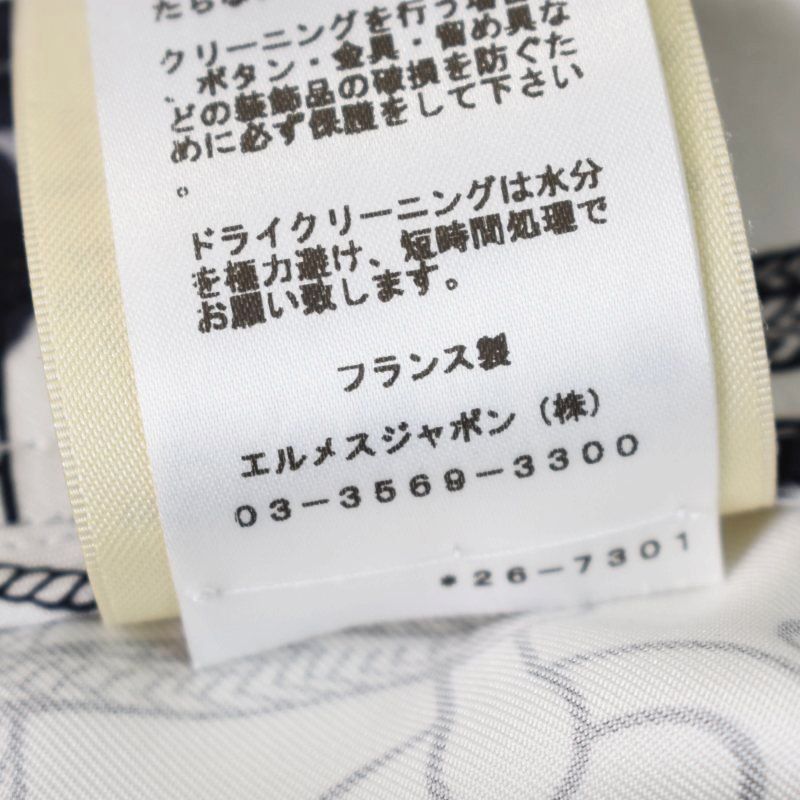 たらな
クリーニングを行う場合
、ボタン・金具・留め具な
どの装飾品の破損を防ぐた
めに必ず保護をして下さい
。
ドライクリーニングは水分
を極力避け、短時間処理で
お願い致します。
フランス製
エルメスジャポン（株）
03-3569-3300
*26-7301